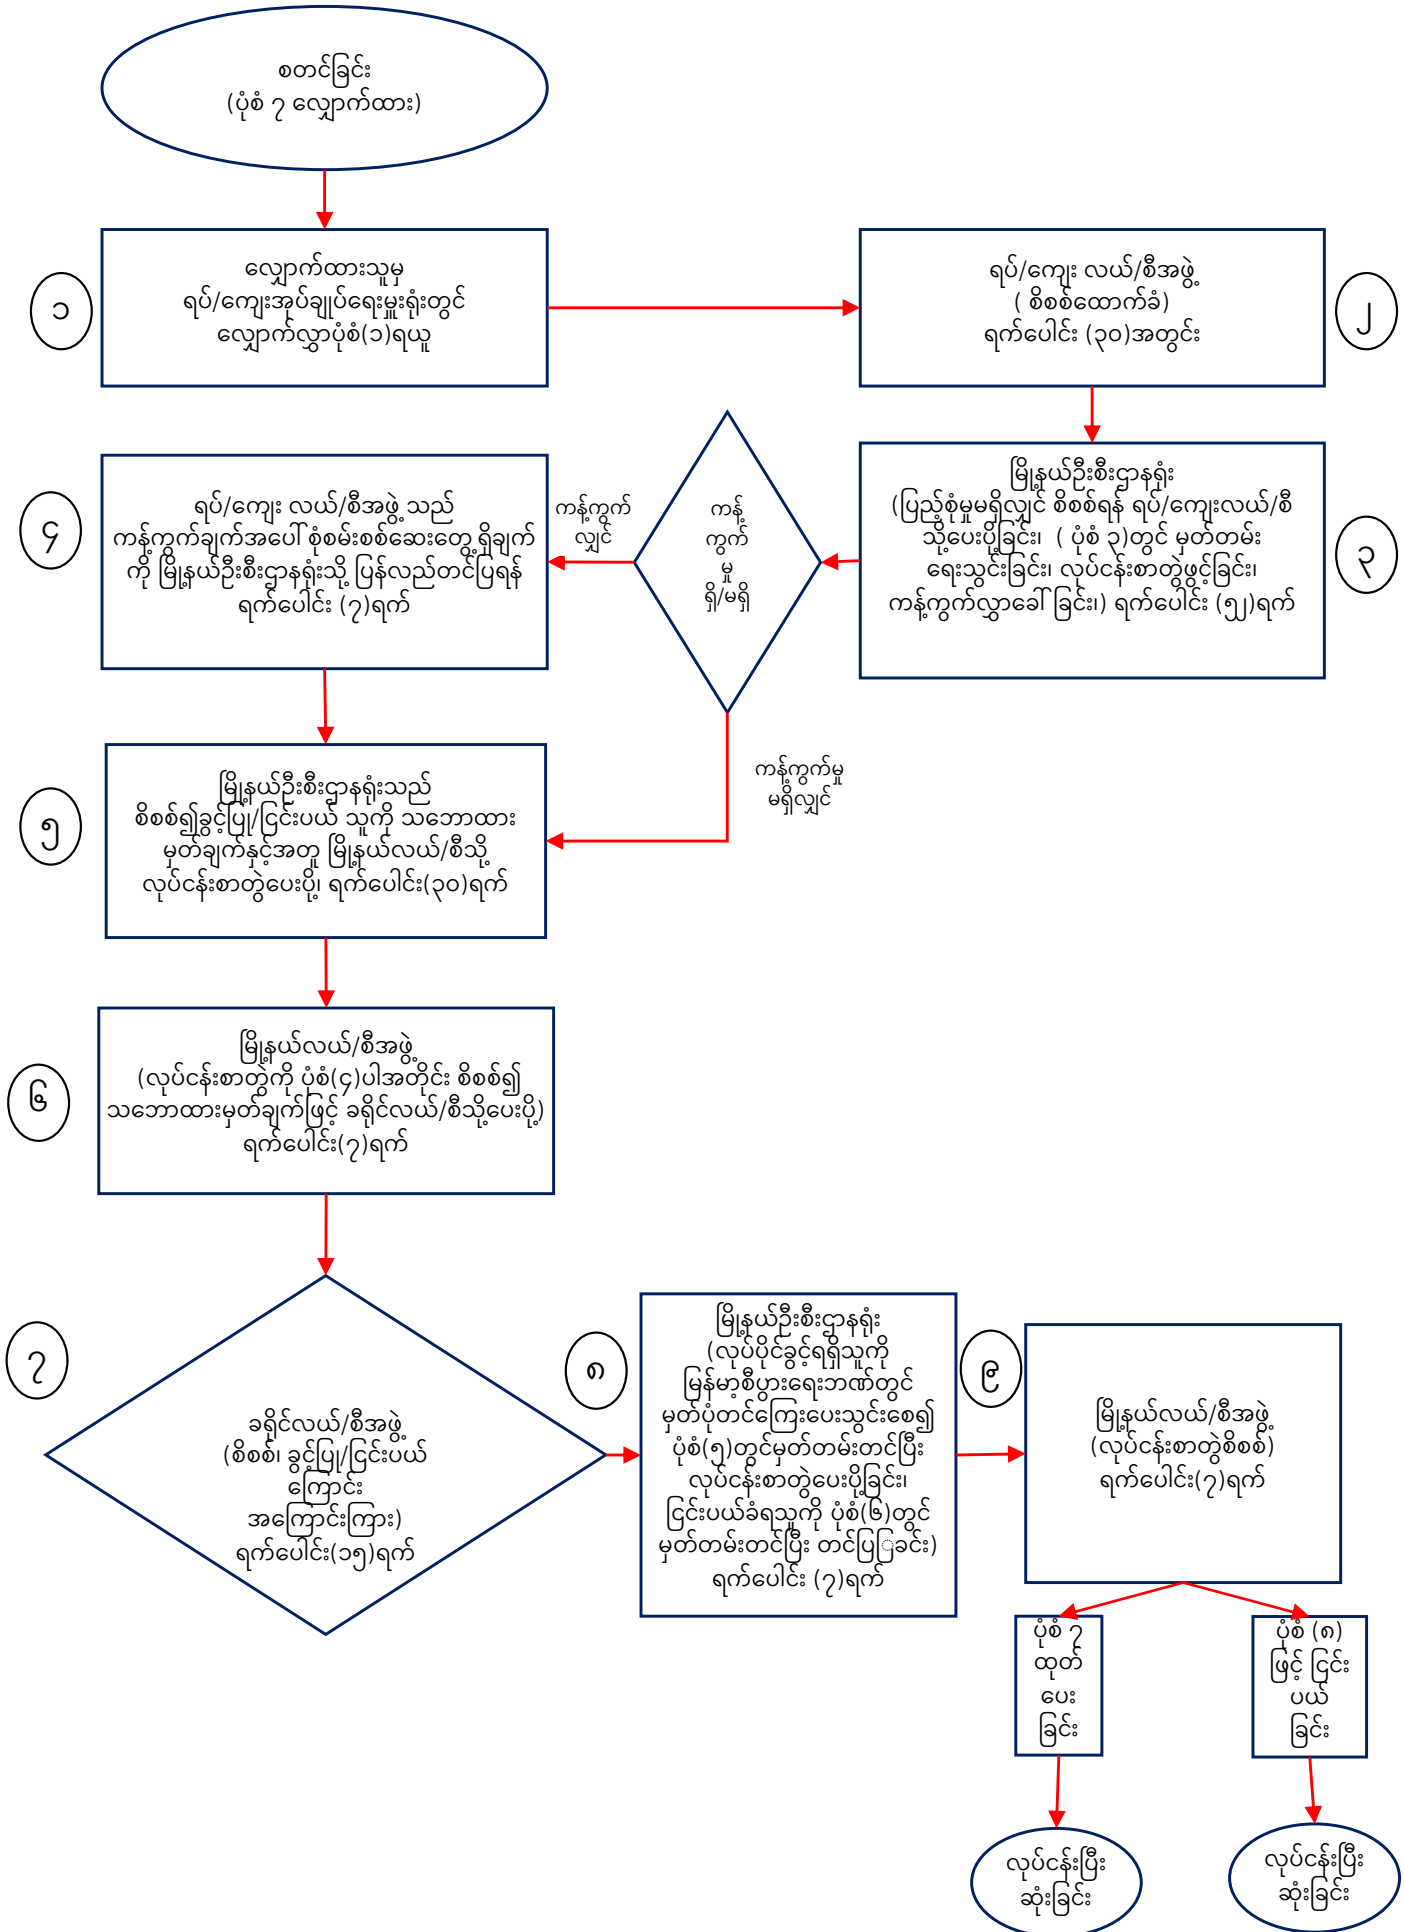 စတင်ခြင်း
(ပုံစံ ၇ လျှောက်ထား)
၁
လျှောက်ထားသူမှ
ရပ်/ကျေးအုပ်ချုပ်ရေးမှူးရုံးတွင်
လျှောက်လွှာပုံစံ(၁)ရယူ
ရပ်/ကျေး လယ်/စီအဖွဲ့
( စိစစ်ထောက်ခံ)
ရက်ပေါင်း (၃၀)အတွင်း
၂
မြို့နယ်ဦးစီးဌာနရုံး
(ပြည့်စုံမှုမရှိလျှင် စိစစ်ရန် ရပ်/ကျေးလယ်/စီ
သို့ပေးပို့ခြင်း၊ ( ပုံစံ ၃)တွင် မှတ်တမ်း
ရေးသွင်းခြင်း၊ လုပ်ငန်းစာတွဲဖွင့်ခြင်း၊
ကန့်ကွက်လွှာခေါ်ခြင်း၊) ရက်ပေါင်း (၅၂)ရက်
၃
ကန့်
ကွက်
မှု
ရှိ/မရှိ
ကန့်ကွက်
လျှင်
၄
ရပ်/ကျေး လယ်/စီအဖွဲ့ သည်
ကန့်ကွက်ချက်အပေါ် စုံစမ်းစစ်ဆေးတွေ့ရှိချက်
ကို မြို့နယ်ဦးစီးဌာနရုံးသို့ ပြန်လည်တင်ပြရန်
ရက်ပေါင်း (၇)ရက်
ကန့်ကွက်မှု
မရှိလျှင်
၅
မြို့နယ်ဦးစီးဌာနရုံးသည်
စိစစ်၍ခွင့်ပြု/ငြင်းပယ် သူကို သဘောထား
မှတ်ချက်နှင့်အတူ မြို့နယ်လယ်/စီသို့
လုပ်ငန်းစာတွဲပေးပို့၊ ရက်ပေါင်း(၃၀)ရက်
၆
မြို့နယ်လယ်/စီအဖွဲ့
(လုပ်ငန်းစာတွဲကို ပုံစံ(၄)ပါအတိုင်း စိစစ်၍
သဘောထားမှတ်ချက်ဖြင့် ခရိုင်လယ်/စီသို့ပေးပို့)
ရက်ပေါင်း(၇)ရက်
၇
ခရိုင်လယ်/စီအဖွဲ့
(စိစစ်၊ ခွင့်ပြု/ငြင်းပယ်
ကြောင်း
အကြောင်းကြား)
ရက်ပေါင်း(၁၅)ရက်
၈
မြို့နယ်ဦးစီးဌာနရုံး
(လုပ်ပိုင်ခွင့်ရရှိသူကို
မြန်မာ့စီပွားရေးဘဏ်တွင်
မှတ်ပုံတင်ကြေးပေးသွင်းစေ၍
ပုံစံ(၅)တွင်မှတ်တမ်းတင်ပြီး
လုပ်ငန်းစာတွဲပေးပို့ခြင်း၊
ငြင်းပယ်ခံရသူကို ပုံစံ(၆)တွင်
မှတ်တမ်းတင်ပြီး တင်ပြြခင်း)
ရက်ပေါင်း (၇)ရက်
၉
မြို့နယ်လယ်/စီအဖွဲ့
(လုပ်ငန်းစာတွဲစိစစ်)
ရက်ပေါင်း(၇)ရက်
ပုံစံ ၇
ထုတ်
ပေး
ခြင်း
ပုံစံ (၈)
ဖြင့် ငြင်း
ပယ်
ခြင်း
လုပ်ငန်းပြီး
ဆုံးခြင်း
လုပ်ငန်းပြီး
ဆုံးခြင်း